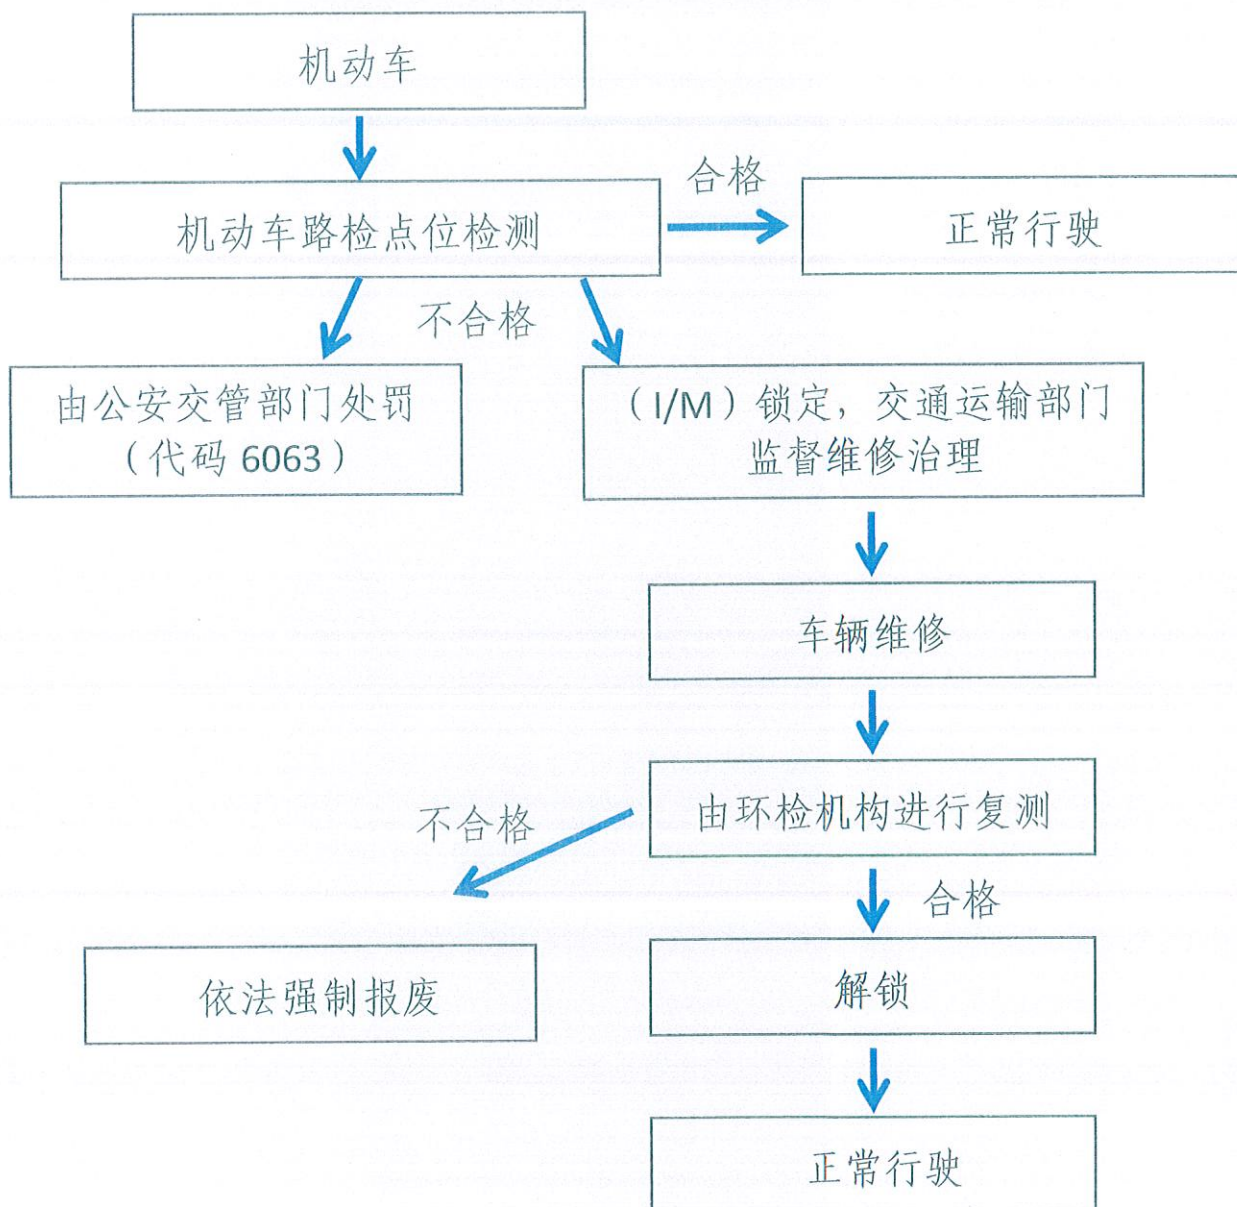 机动车
机动车路检点位检测
合格
正常行驶
不合格
由公安交管部门处罚
（代码 6063）
（I/M）锁定，交通运输部门
监督维修治理
车辆维修
由环检机构进行复测
不合格
合格
依法强制报废
解锁
正常行驶